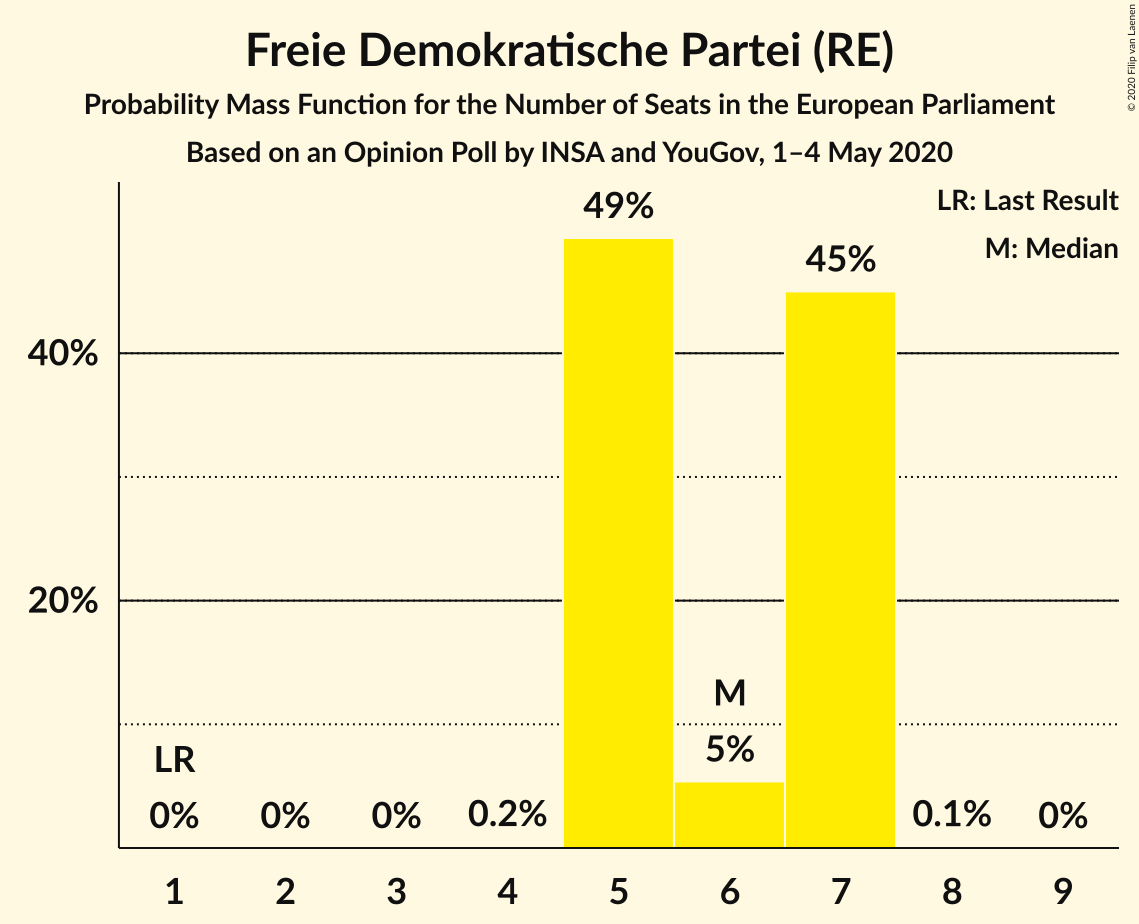 Freie Demokratische Partei (RE)
Probability Mass Function for the Number of Seats in the European Parliament
Based on an Opinion Poll by INSA and YouGov, 1–4 May 2020
© 2020 Filip van Laenen
LR: Last Result
M: Median
49%
45%
40%
20%
M
5%
LR
0%
0%
0%
0.2%
0.1%
0%
1 2 3 4 5 6 7 8 9